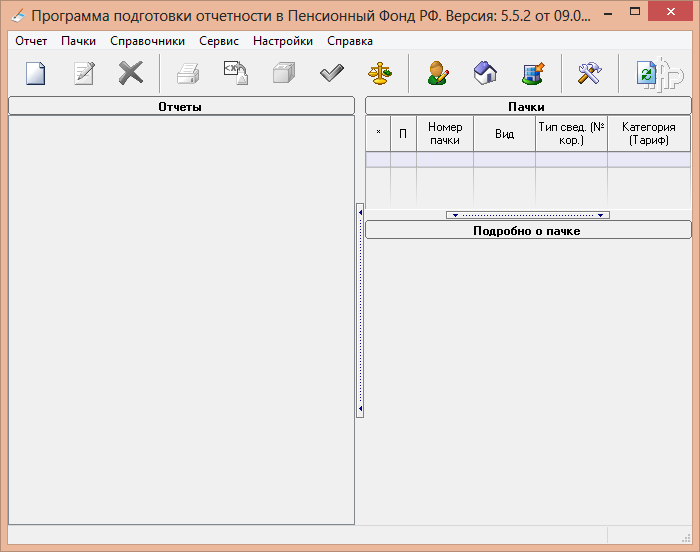 Программа подготовки отчетности в Пенсионный Фонд РФ. Версия: 5.5.2 от 09.0...
Отчет Пачки Справочники Сервис Настройки Справка
Отчеты
Пачки
* П Номер пачки Вид Тип свед. (№ кор.) Категория (Тариф)
Подробно о пачке